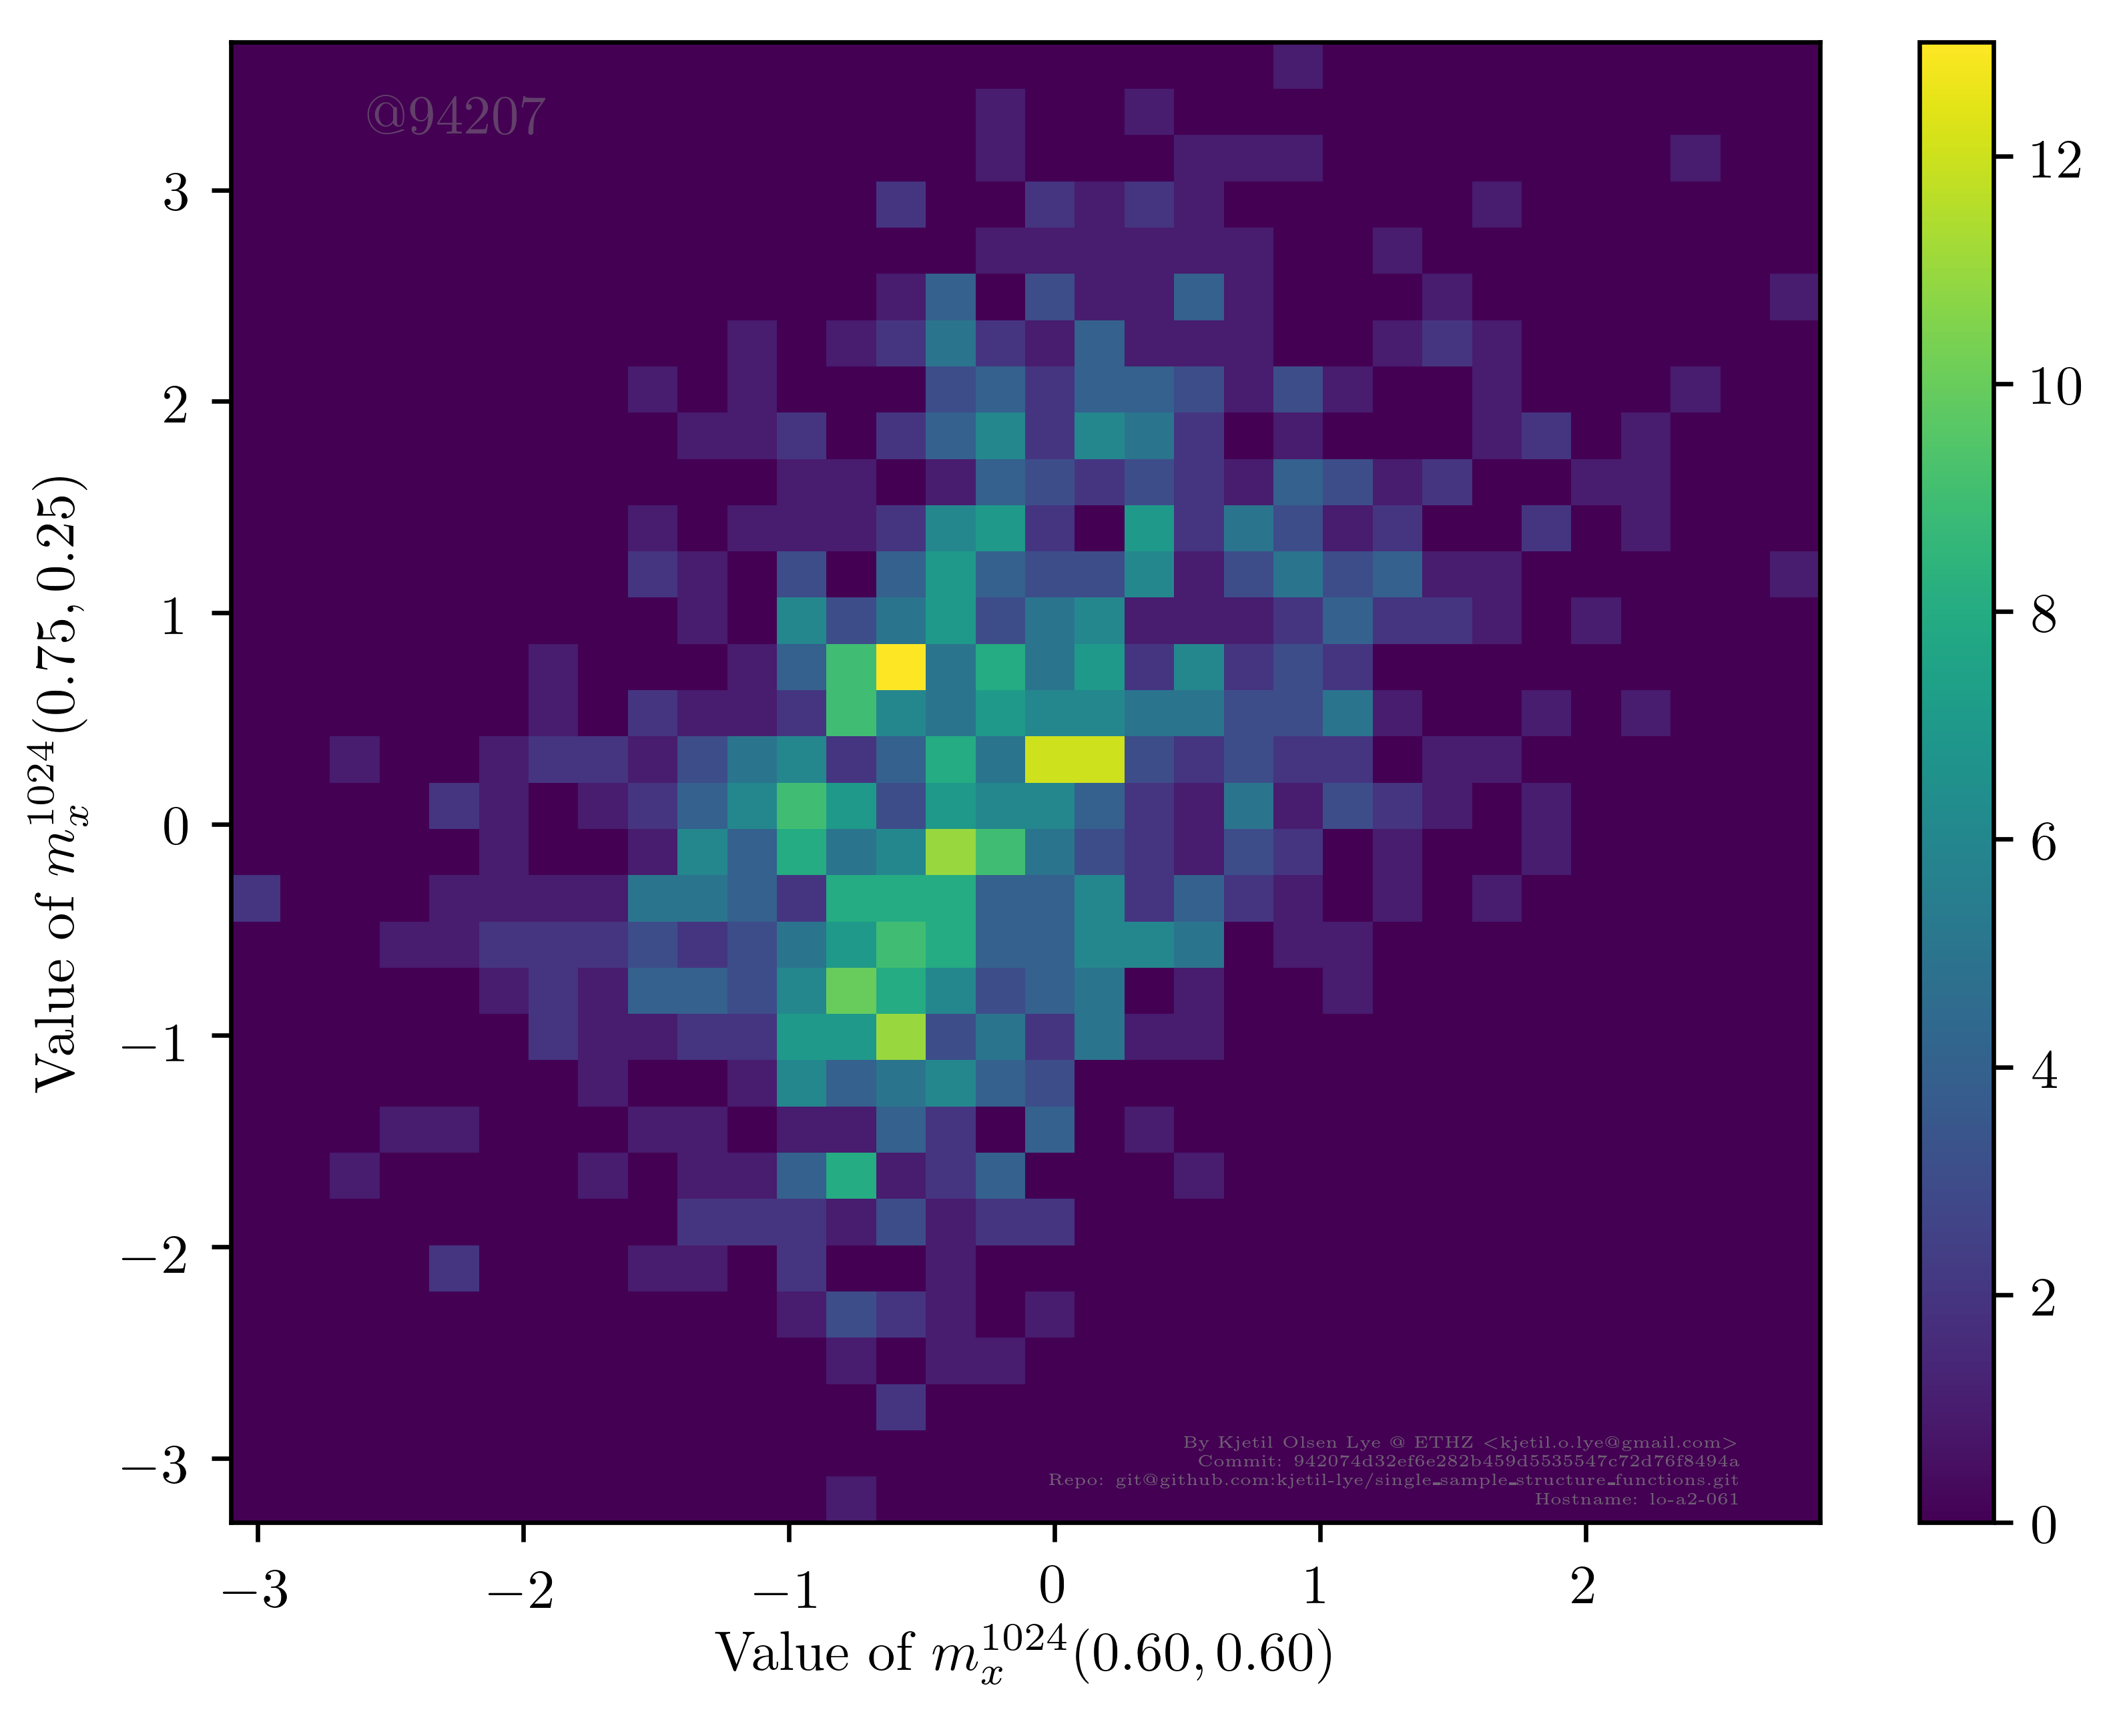 @94207
3
2
1
0
−1
−2
−3
Value of $m_x^{1024}(0.75, 0.25)$
−3 −2 −1 0 1 2
Value of $m_x^{1024}(0.60, 0.60)$
12
10
8
6
4
2
0
By Kjetil Olsen Lye @ ETHZ <kjetil.o.lye@gmail.com>
Commit: 942074d32ef6e282b459d5535547c72d76f8494a
Repo: git@github.com:kjetil-lye/single_sample_structure_functions.git
Hostname: lo-a2-061